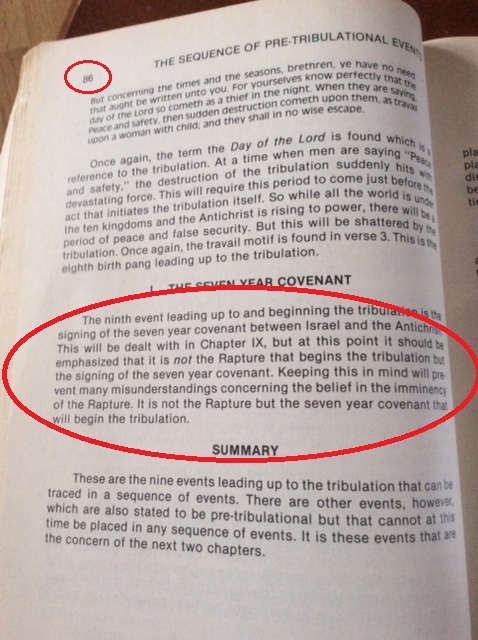 THE SEQUENCE OF PRE-TRIBULATIONAL
86
But concerning the times and the seasons, brethren, ye have no need
that aught be written unto you. For yourselves know perfectly that the
day of the Lord so cometh as a thief in the night. When they are saying
Peace and safety, then sudden destruction cometh upon them, as travail
upon a woman with child; and they shall in no wise escape.
Once again, the term the Day of the Lord is found which is a
reference to the tribulation. At a time when men are saying "Peace
and safety," the destruction of the tribulation suddenly hits with
devastating force. This will require this period to come just before the
act that initiates the tribulation itself. So while all the world is under
the ten kingdoms and the Antichrist is rising to power, there will be a
period of peace and false security. But this will be shattered by the
tribulation. Once again, the travail motif is found in verse 3. This is the
eighth birth pang leading up to the tribulation.
THE SEVEN YEAR COVENANT
The ninth event leading up to and beginning the tribulation is the
signing of the seven year covenant between Israel and the Antichrist.
This will be dealt with in Chapter IX, but at this point it should be
emphasized that it is not the Rapture that begins the tribulation but
the signing of the seven year covenant. Keeping this in mind will pre-
vent many misunderstandings concerning the belief in the imminency
of the Rapture. It is not the Rapture but the seven year covenant that
will begin the tribulation.
SUMMARY
These are the nine events leading up to the tribulation that can be
traced in a sequence of events. There are other events, however,
which are also stated to be pre-tribulational but that cannot at this
time be placed in any sequence of events. It is these events that are
the concern of the next two chapters.